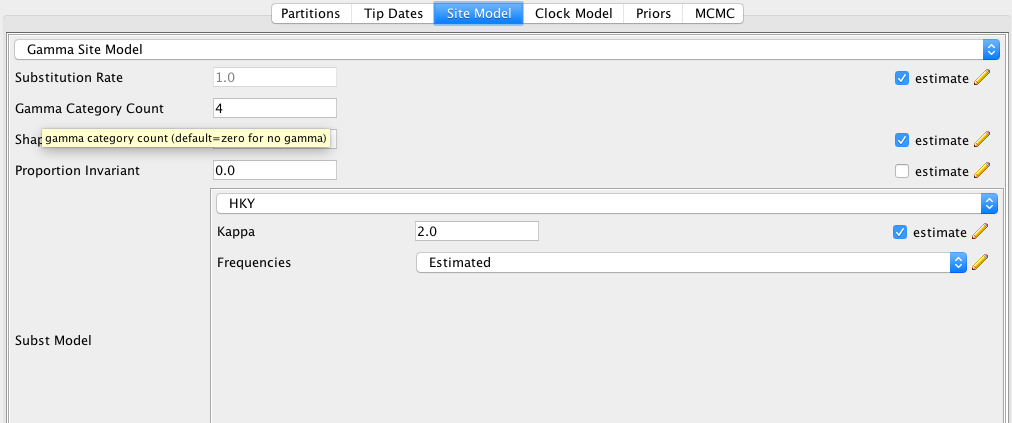 Partitions Tip Dates Site Model Clock Model Priors MCMC
Gamma Site Model
Substitution Rate 1.0 estimate
Gamma Category Count 4
gamma category count (default=zero for no gamma) estimate
Proportion Invariant 0.0 estimate
HKY
Kappa 2.0 estimate
Frequencies Estimated
Subst Model